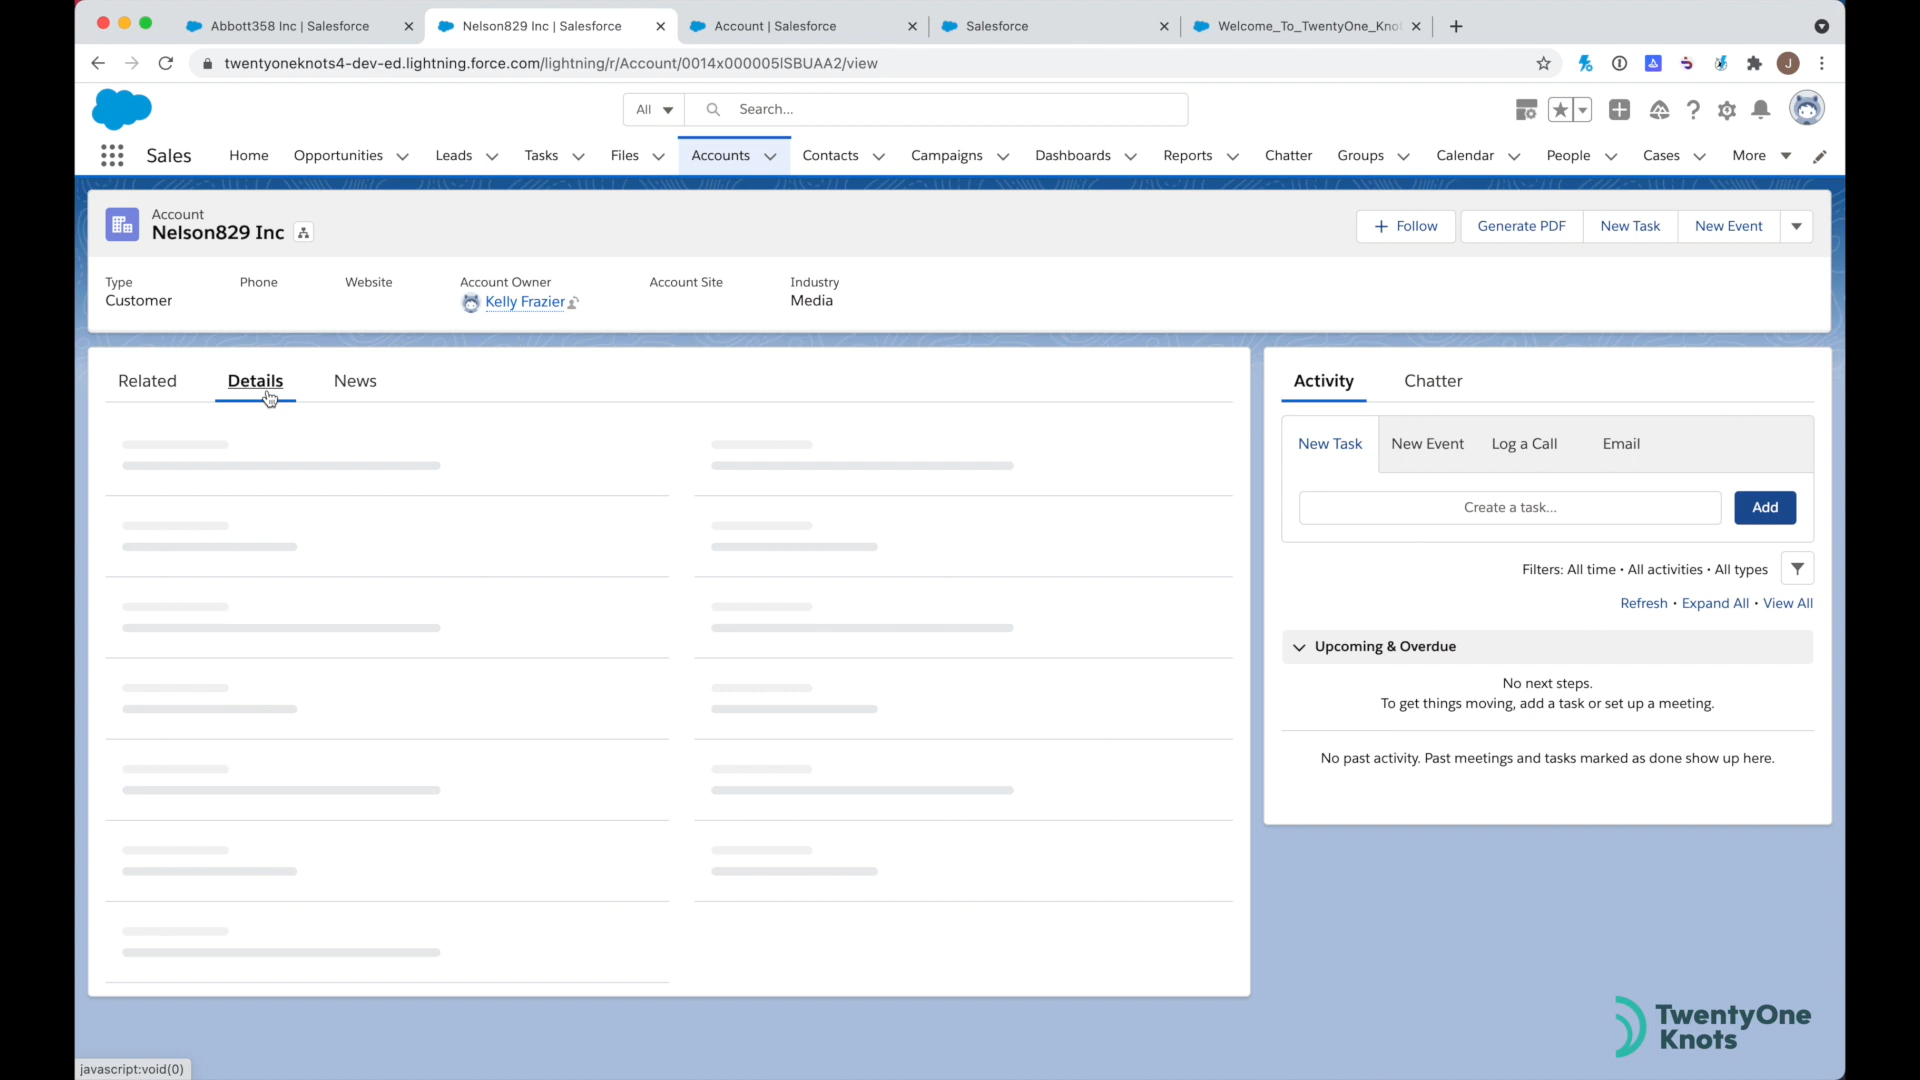 Abbott358 Inc | Salesforce
Nelson829 Inc | Salesforce
Account | Salesforce
Salesforce
Welcome_To_TwentyOne_Kno
twentyoneknots4-dev-ed.lightning.force.com/lightning/r/Account/0014x000005lSBUAA2/view
J
All
Search...
Sales
Home
Opportunities
Leads
Tasks
Files
Accounts
Contacts
Campaigns
Dashboards
Reports
Chatter
Groups
Calendar
People
Cases
More
Account
Nelson829 Inc
Follow
Generate PDF
New Task
New Event
Type
Phone
Website
Account Owner
Account Site
Industry
Customer
Kelly Frazier
Media
Related
Details
News
Activity
Chatter
New Task
New Event
Log a Call
Email
Create a task...
Add
Filters: All time • All activities • All types
Refresh • Expand All • View All
Upcoming & Overdue
No next steps.
To get things moving, add a task or set up a meeting.
No past activity. Past meetings and tasks marked as done show up here.
TwentyOne
Knots
javascript:void(0)